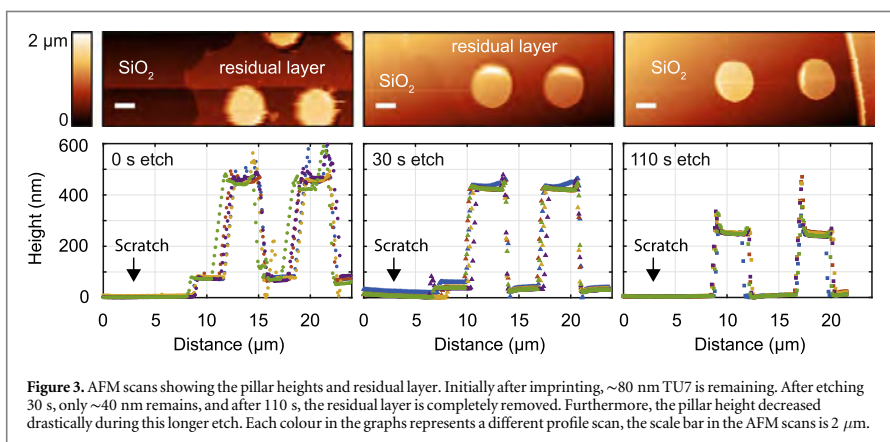 2 µm
0
SiO₂
residual layer
residual layer
SiO₂
SiO₂
600
400
200
0
Height (nm)
0 s etch
Scratch
30 s etch
Scratch
110 s etch
Scratch
0 5 10 15 20
0 5 10 15 20
0 5 10 15 20
Distance (µm)
Distance (µm)
Distance (µm)
Figure 3. AFM scans showing the pillar heights and residual layer. Initially after imprinting, ~80 nm TU7 is remaining. After etching
30 s, only ~40 nm remains, and after 110 s, the residual layer is completely removed. Furthermore, the pillar height decreased
drastically during this longer etch. Each colour in the graphs represents a different profile scan, the scale bar in the AFM scans is 2 µm.